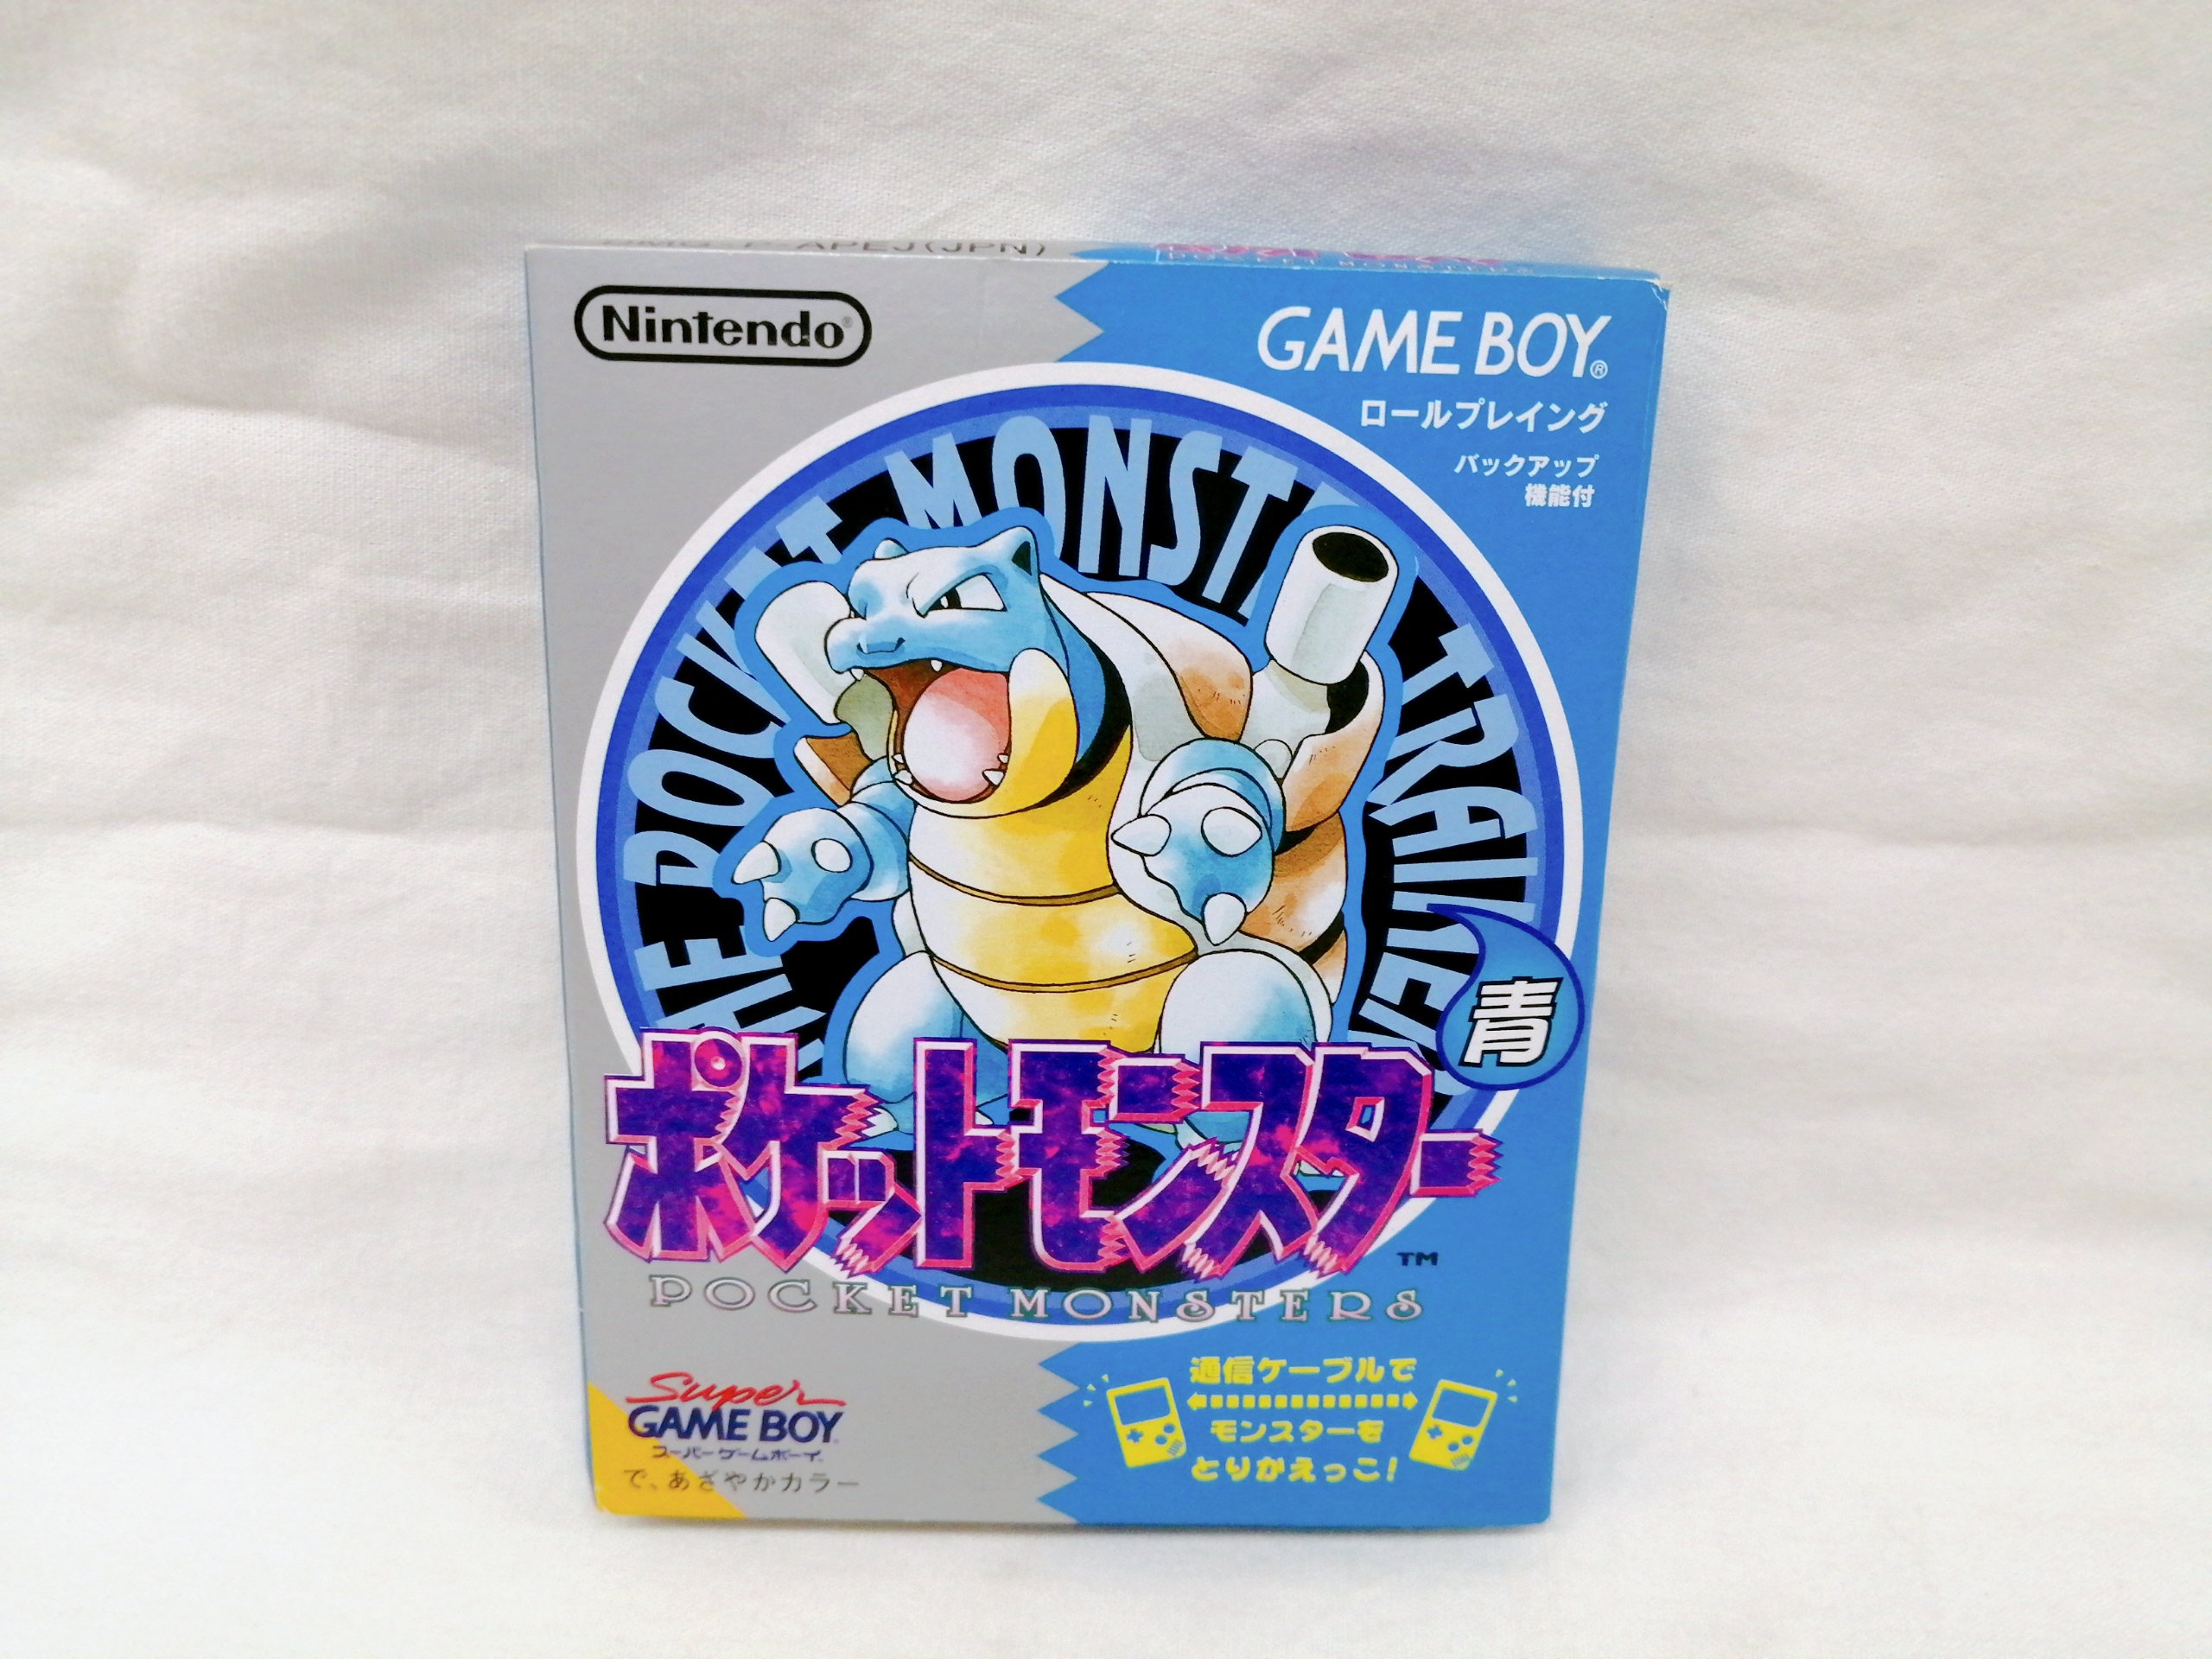 APEJ(JPN)
POCKET MONSTERS
Nintendo®
GAME BOY®
ロールプレイング
バックアップ
機能付
POCKET MONST TRAINER
青
ポケットモンスター
TM
POCKET MONSTERS
Super
GAME BOY
スーパーゲームボーイ
で、あざやかカラー
通信ケーブルで
モンスターを
とりかえっこ!